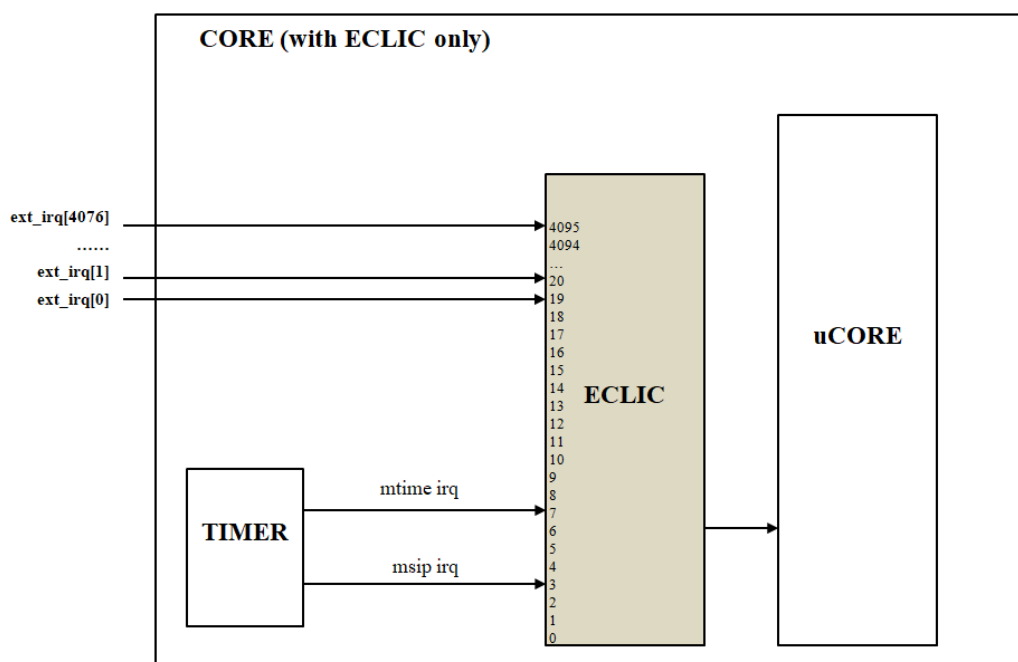 CORE (with ECLIC only)
ext_irq[4076]
......
ext_irq[1]
ext_irq[0]
4095
4094
...
20
19
18
17
16
15
14
13
12
11
10
9
8
7
6
5
4
3
2
1
0
ECLIC
uCORE
TIMER
mtime irq
msip irq